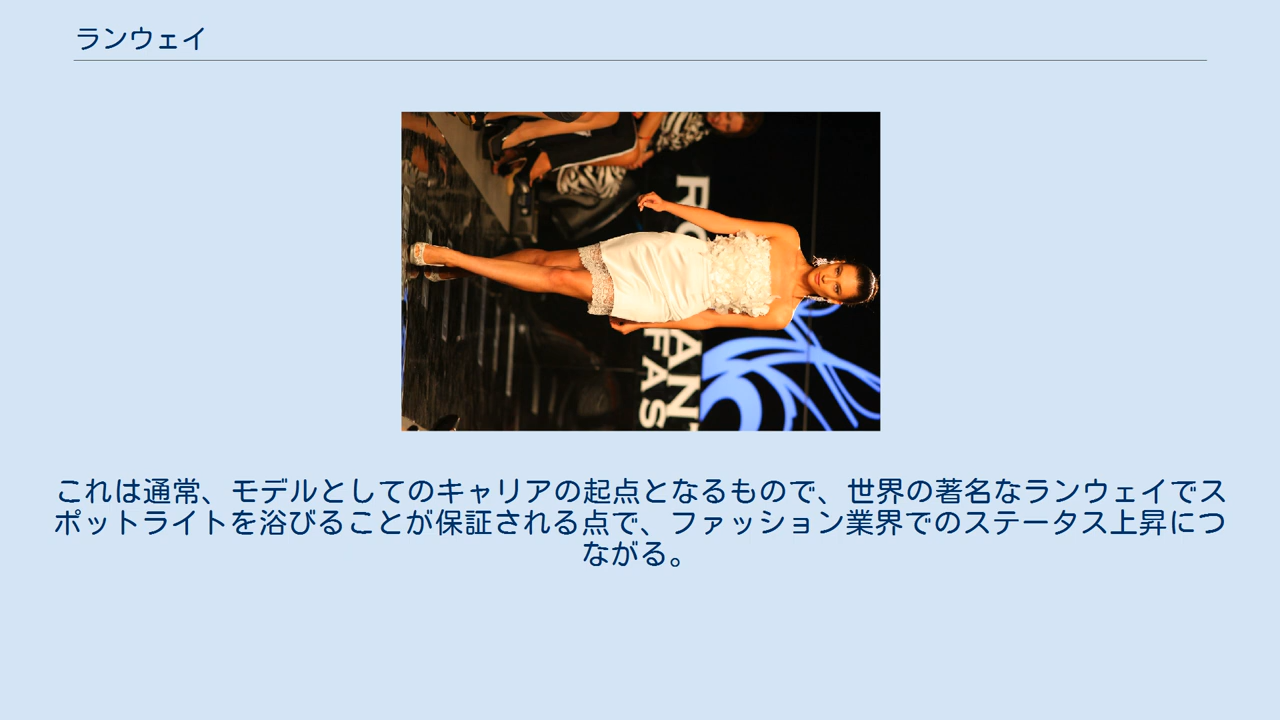 ランウェイ
RO
ANT
FAS
これは通常、モデルとしてのキャリアの起点となるもので、世界の著名なランウェイでス
ポットライトを浴びることが保証される点で、ファッション業界でのステータス上昇につ
ながる。